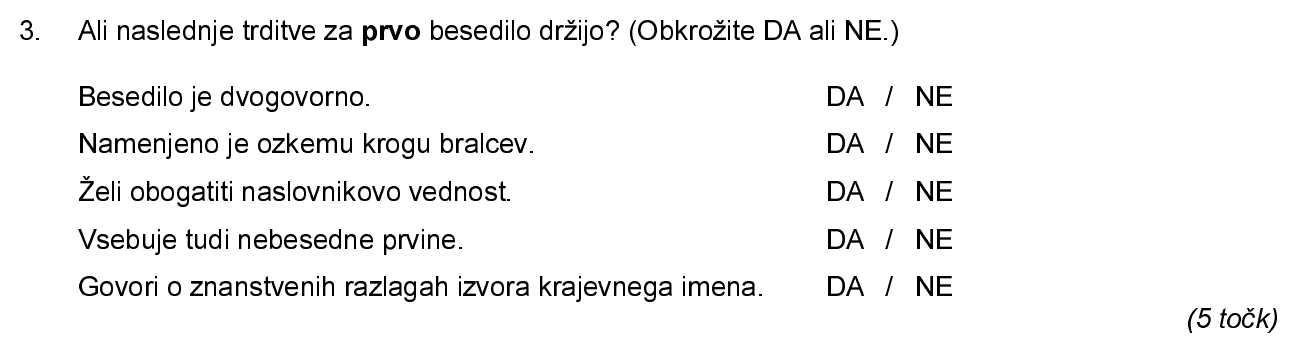 3. Ali naslednje trditve za prvo besedilo držijo? (Obkrožite DA ali NE.)
Besedilo je dvogovorno. DA / NE
Namenjeno je ozkemu krogu bralcev. DA / NE
Želi obogatiti naslovnikovo vednost. DA / NE
Vsebuje tudi nebesedne prvine. DA / NE
Govori o znanstvenih razlagah izvora krajevnega imena. DA / NE
(5 točk)